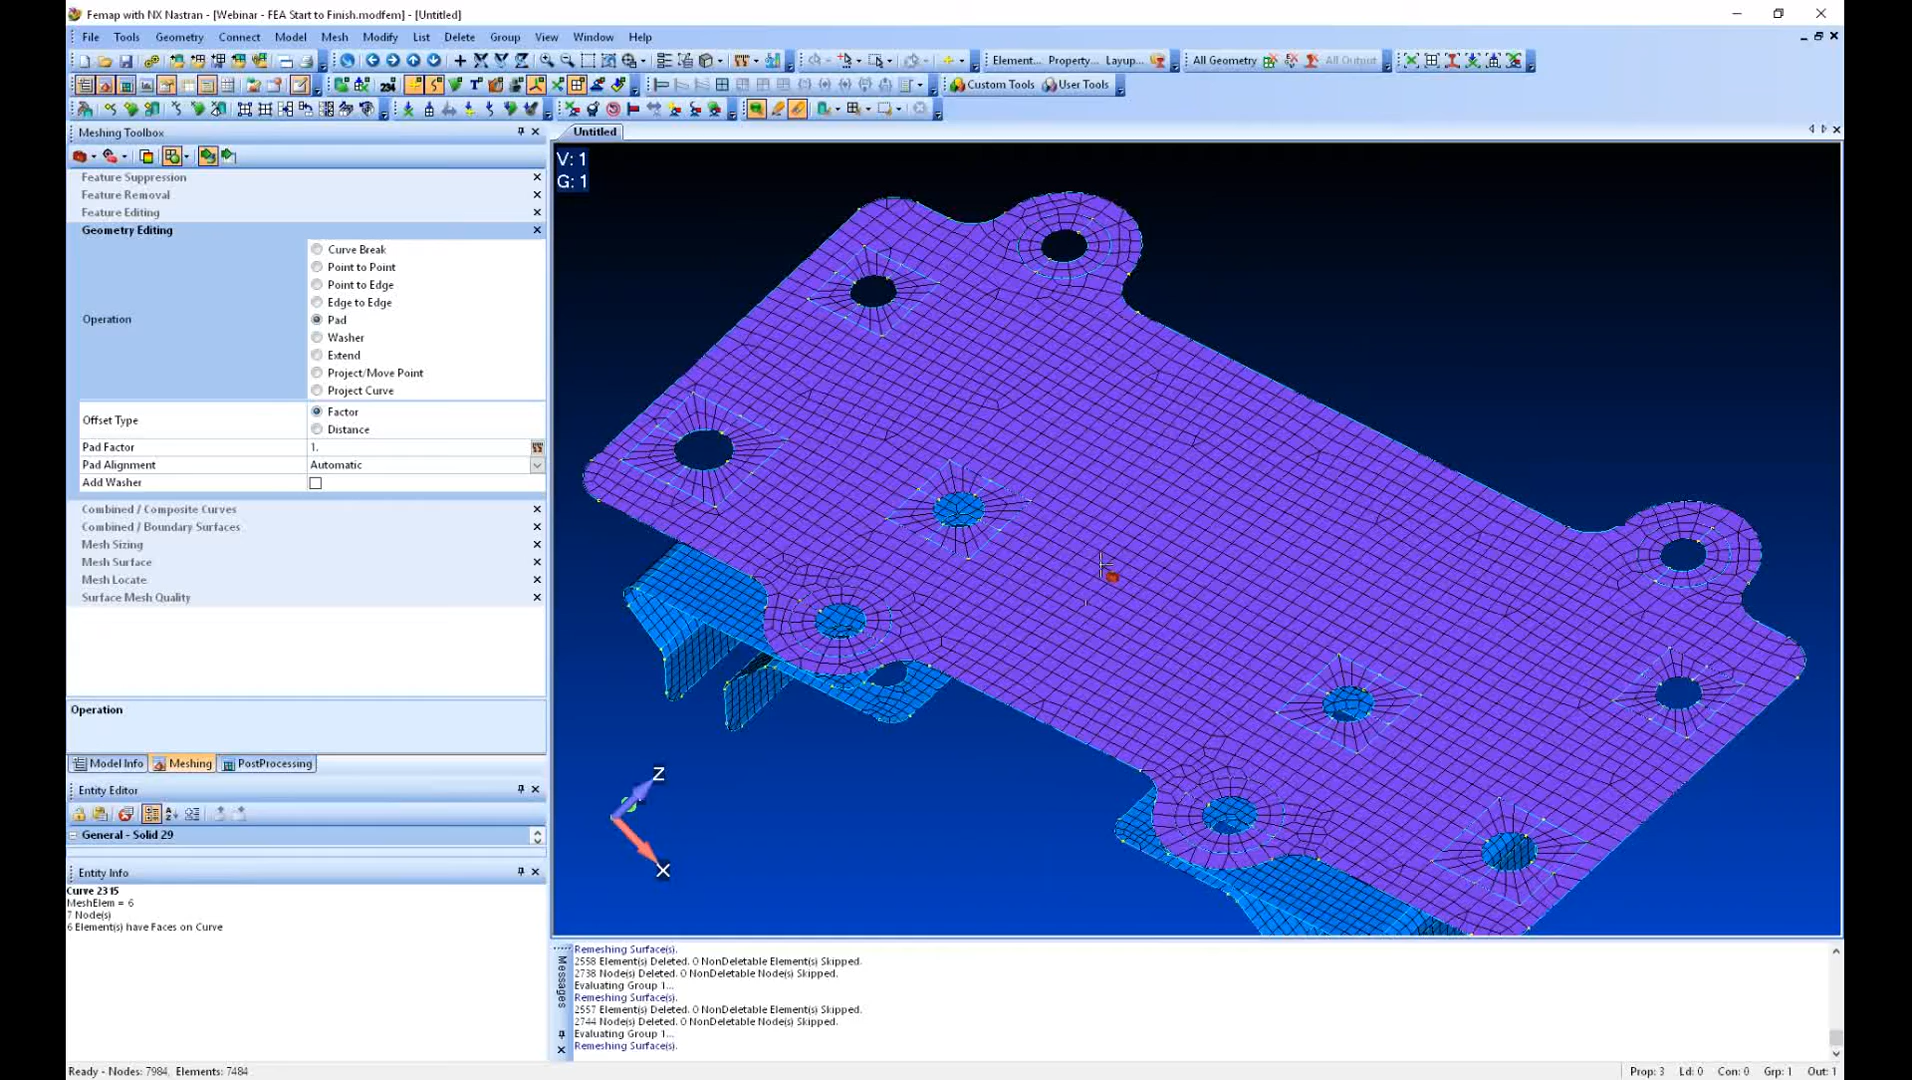 Femap with NX Nastran - [Webinar - FEA Start to Finish.modfem] - [Untitled]
File Tools Geometry Connect Model Mesh Modify List Delete Group View Window Help
Element... Property... Layup... All Geometry All Output
234 Custom Tools User Tools
Meshing Toolbox
Untitled
V: 1
G: 1
Feature Suppression
Feature Removal
Feature Editing
Geometry Editing
Operation
Curve Break
Point to Point
Point to Edge
Edge to Edge
Pad
Washer
Extend
Project/Move Point
Project Curve
Offset Type
Factor
Distance
Pad Factor 1.
Pad Alignment Automatic
Add Washer
Combined / Composite Curves
Combined / Boundary Surfaces
Mesh Sizing
Mesh Surface
Mesh Locate
Surface Mesh Quality
Operation
Model Info Meshing PostProcessing
Entity Editor
General - Solid 29
Entity Info
Curve 2315
MeshElem = 6
7 Node(s)
6 Element(s) have Faces on Curve
Z
X
Messages
Remeshing Surface(s).
2558 Element(s) Deleted. 0 NonDeletable Element(s) Skipped.
2738 Node(s) Deleted. 0 NonDeletable Node(s) Skipped.
Evaluating Group 1...
Remeshing Surface(s).
2557 Element(s) Deleted. 0 NonDeletable Element(s) Skipped.
2744 Node(s) Deleted. 0 NonDeletable Node(s) Skipped.
Evaluating Group 1...
Remeshing Surface(s).
Ready - Nodes: 7984, Elements: 7484
Prop: 3 Ld: 0 Con: 0 Grp: 1 Out: 1